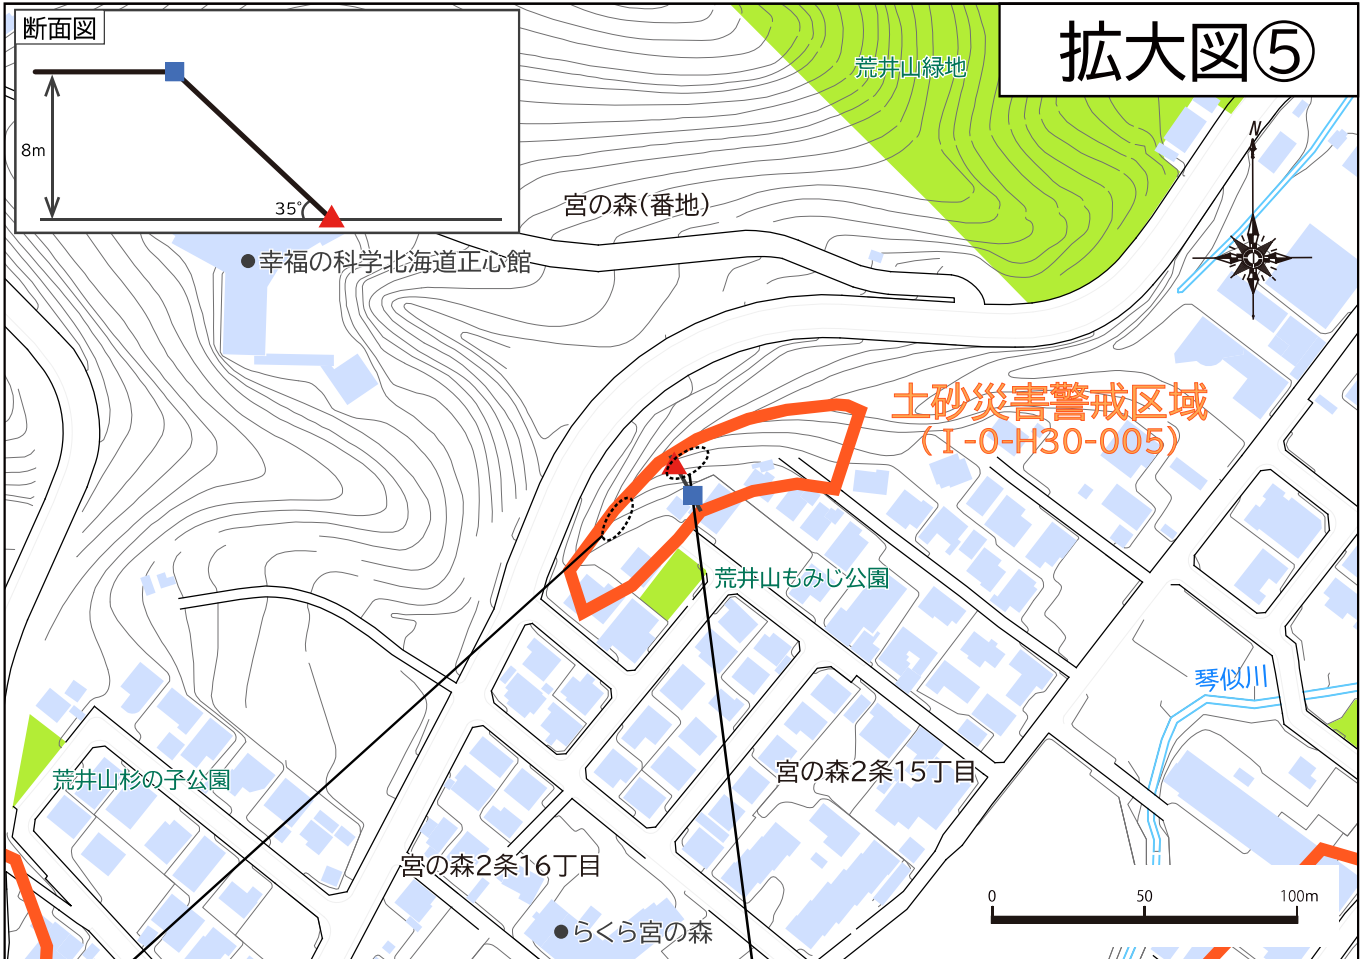 断面図
拡大図⑤
荒井山緑地
8m
35°
N
宮の森(番地)
幸福の科学北海道正心館
土砂災害警戒区域
(Ⅰ-0-H30-005)
荒井山もみじ公園
琴似川
荒井山杉の子公園
宮の森2条15丁目
宮の森2条16丁目
らくら宮の森
0 50 100m